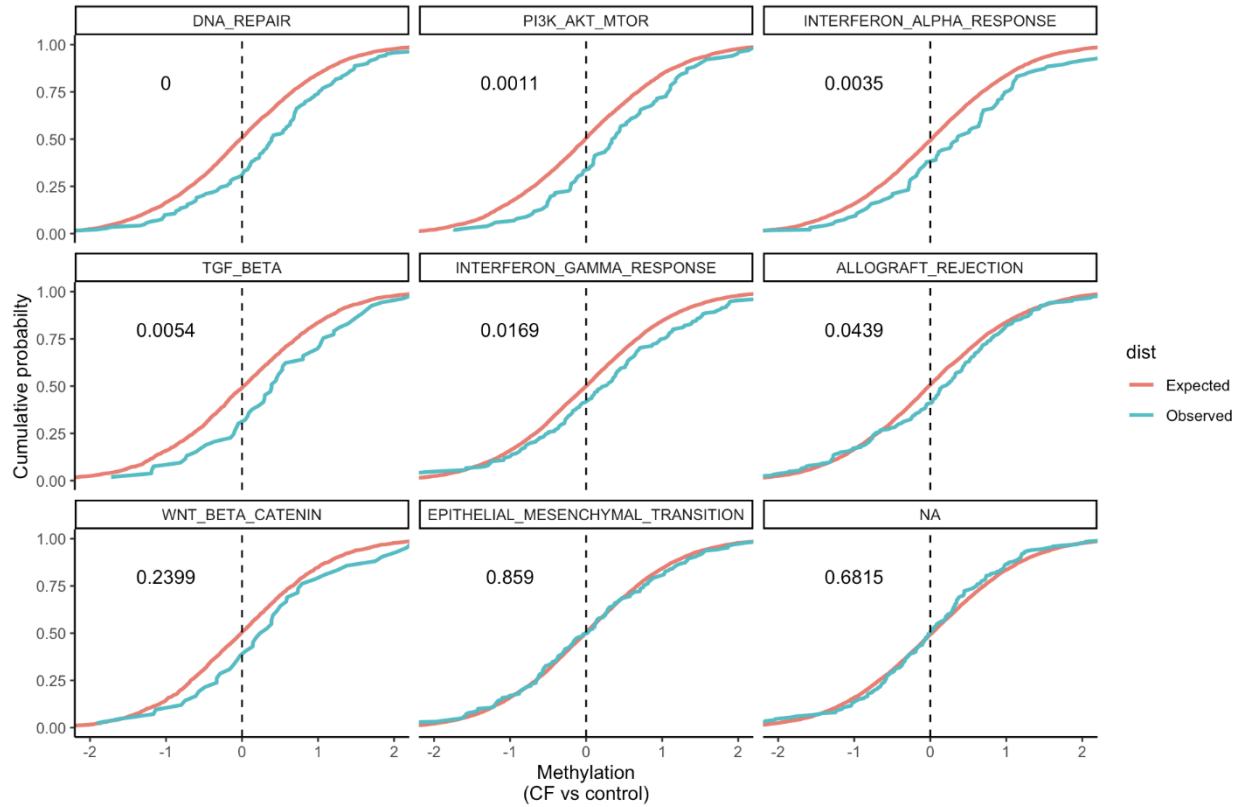 DNA_REPAIR
PI3K_AKT_MTOR
INTERFERON_ALPHA_RESPONSE
1.00
0.75
0.50
0.25
0.00
0
0.0011
0.0035
TGF_BETA
INTERFERON_GAMMA_RESPONSE
ALLOGRAFT_REJECTION
1.00
0.75
0.50
0.25
0.00
0.0054
0.0169
0.0439
Cumulative probabilty
WNT_BETA_CATENIN
EPITHELIAL_MESENCHYMAL_TRANSITION
NA
1.00
0.75
0.50
0.25
0.00
0.2399
0.859
0.6815
-2 -1 0 1 2
-2 -1 0 1 2
-2 -1 0 1 2
Methylation
(CF vs control)
dist
Expected
Observed